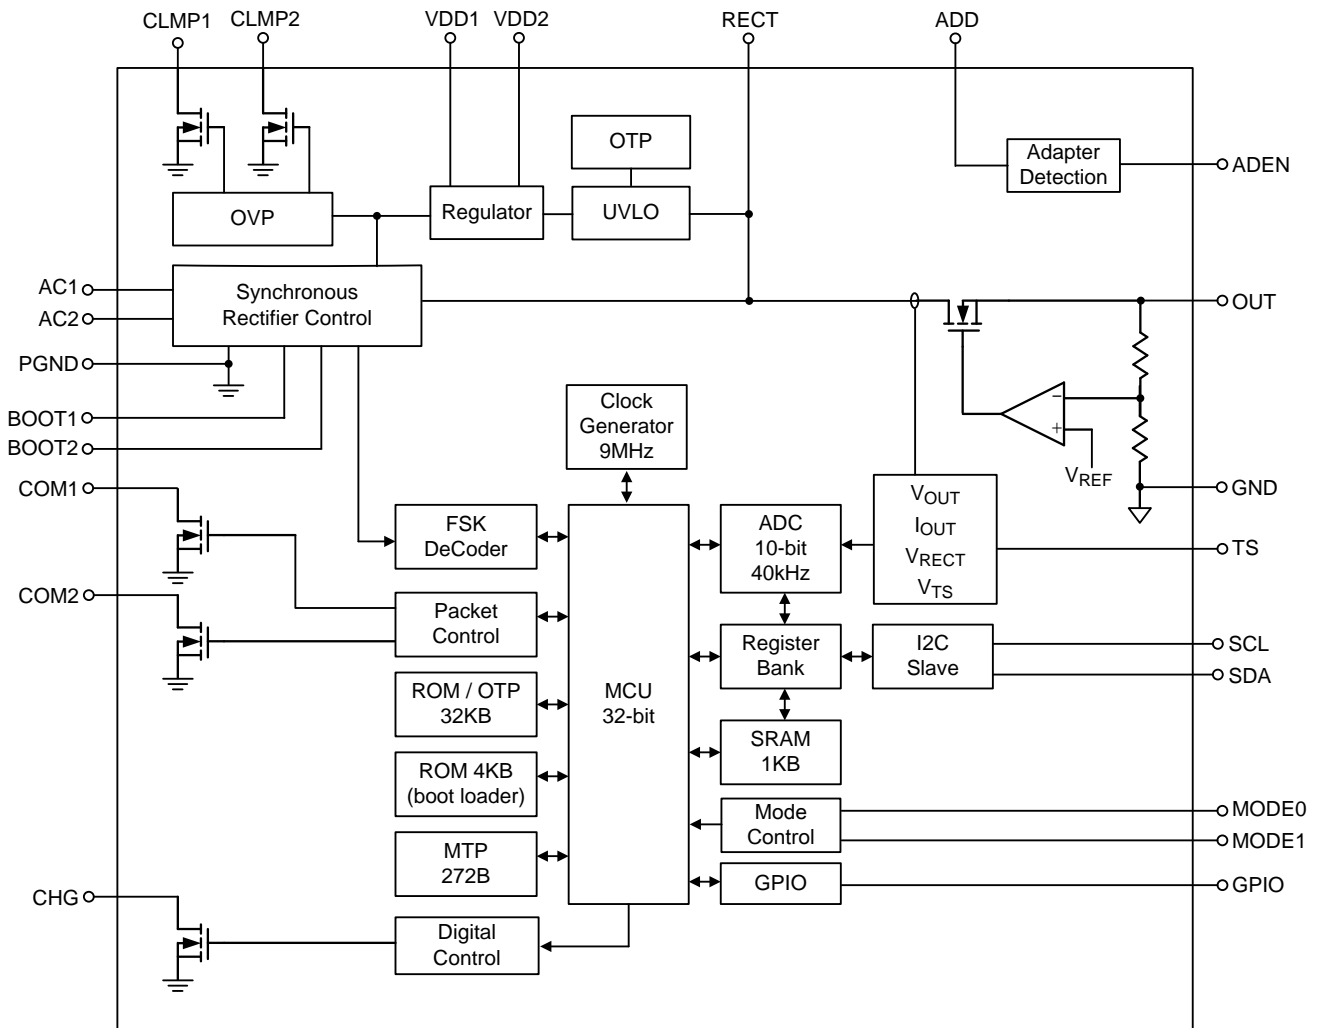 CLMP1
CLMP2
VDD1
VDD2
RECT
ADD
OTP
Adapter
Detection
ADEN
OVP
Regulator
UVLO
AC1
AC2
Synchronous
Rectifier Control
OUT
PGND
BOOT1
BOOT2
Clock
Generator
9MHz
−
+
VREF
COM1
GND
FSK
DeCoder
ADC
10-bit
40kHz
VOUT
IOUT
VRECT
VTS
TS
COM2
Packet
Control
Register
Bank
I2C
Slave
SCL
SDA
ROM / OTP
32KB
MCU
32-bit
SRAM
1KB
ROM 4KB
(boot loader)
Mode
Control
MODE0
MODE1
MTP
272B
GPIO
GPIO
CHG
Digital
Control